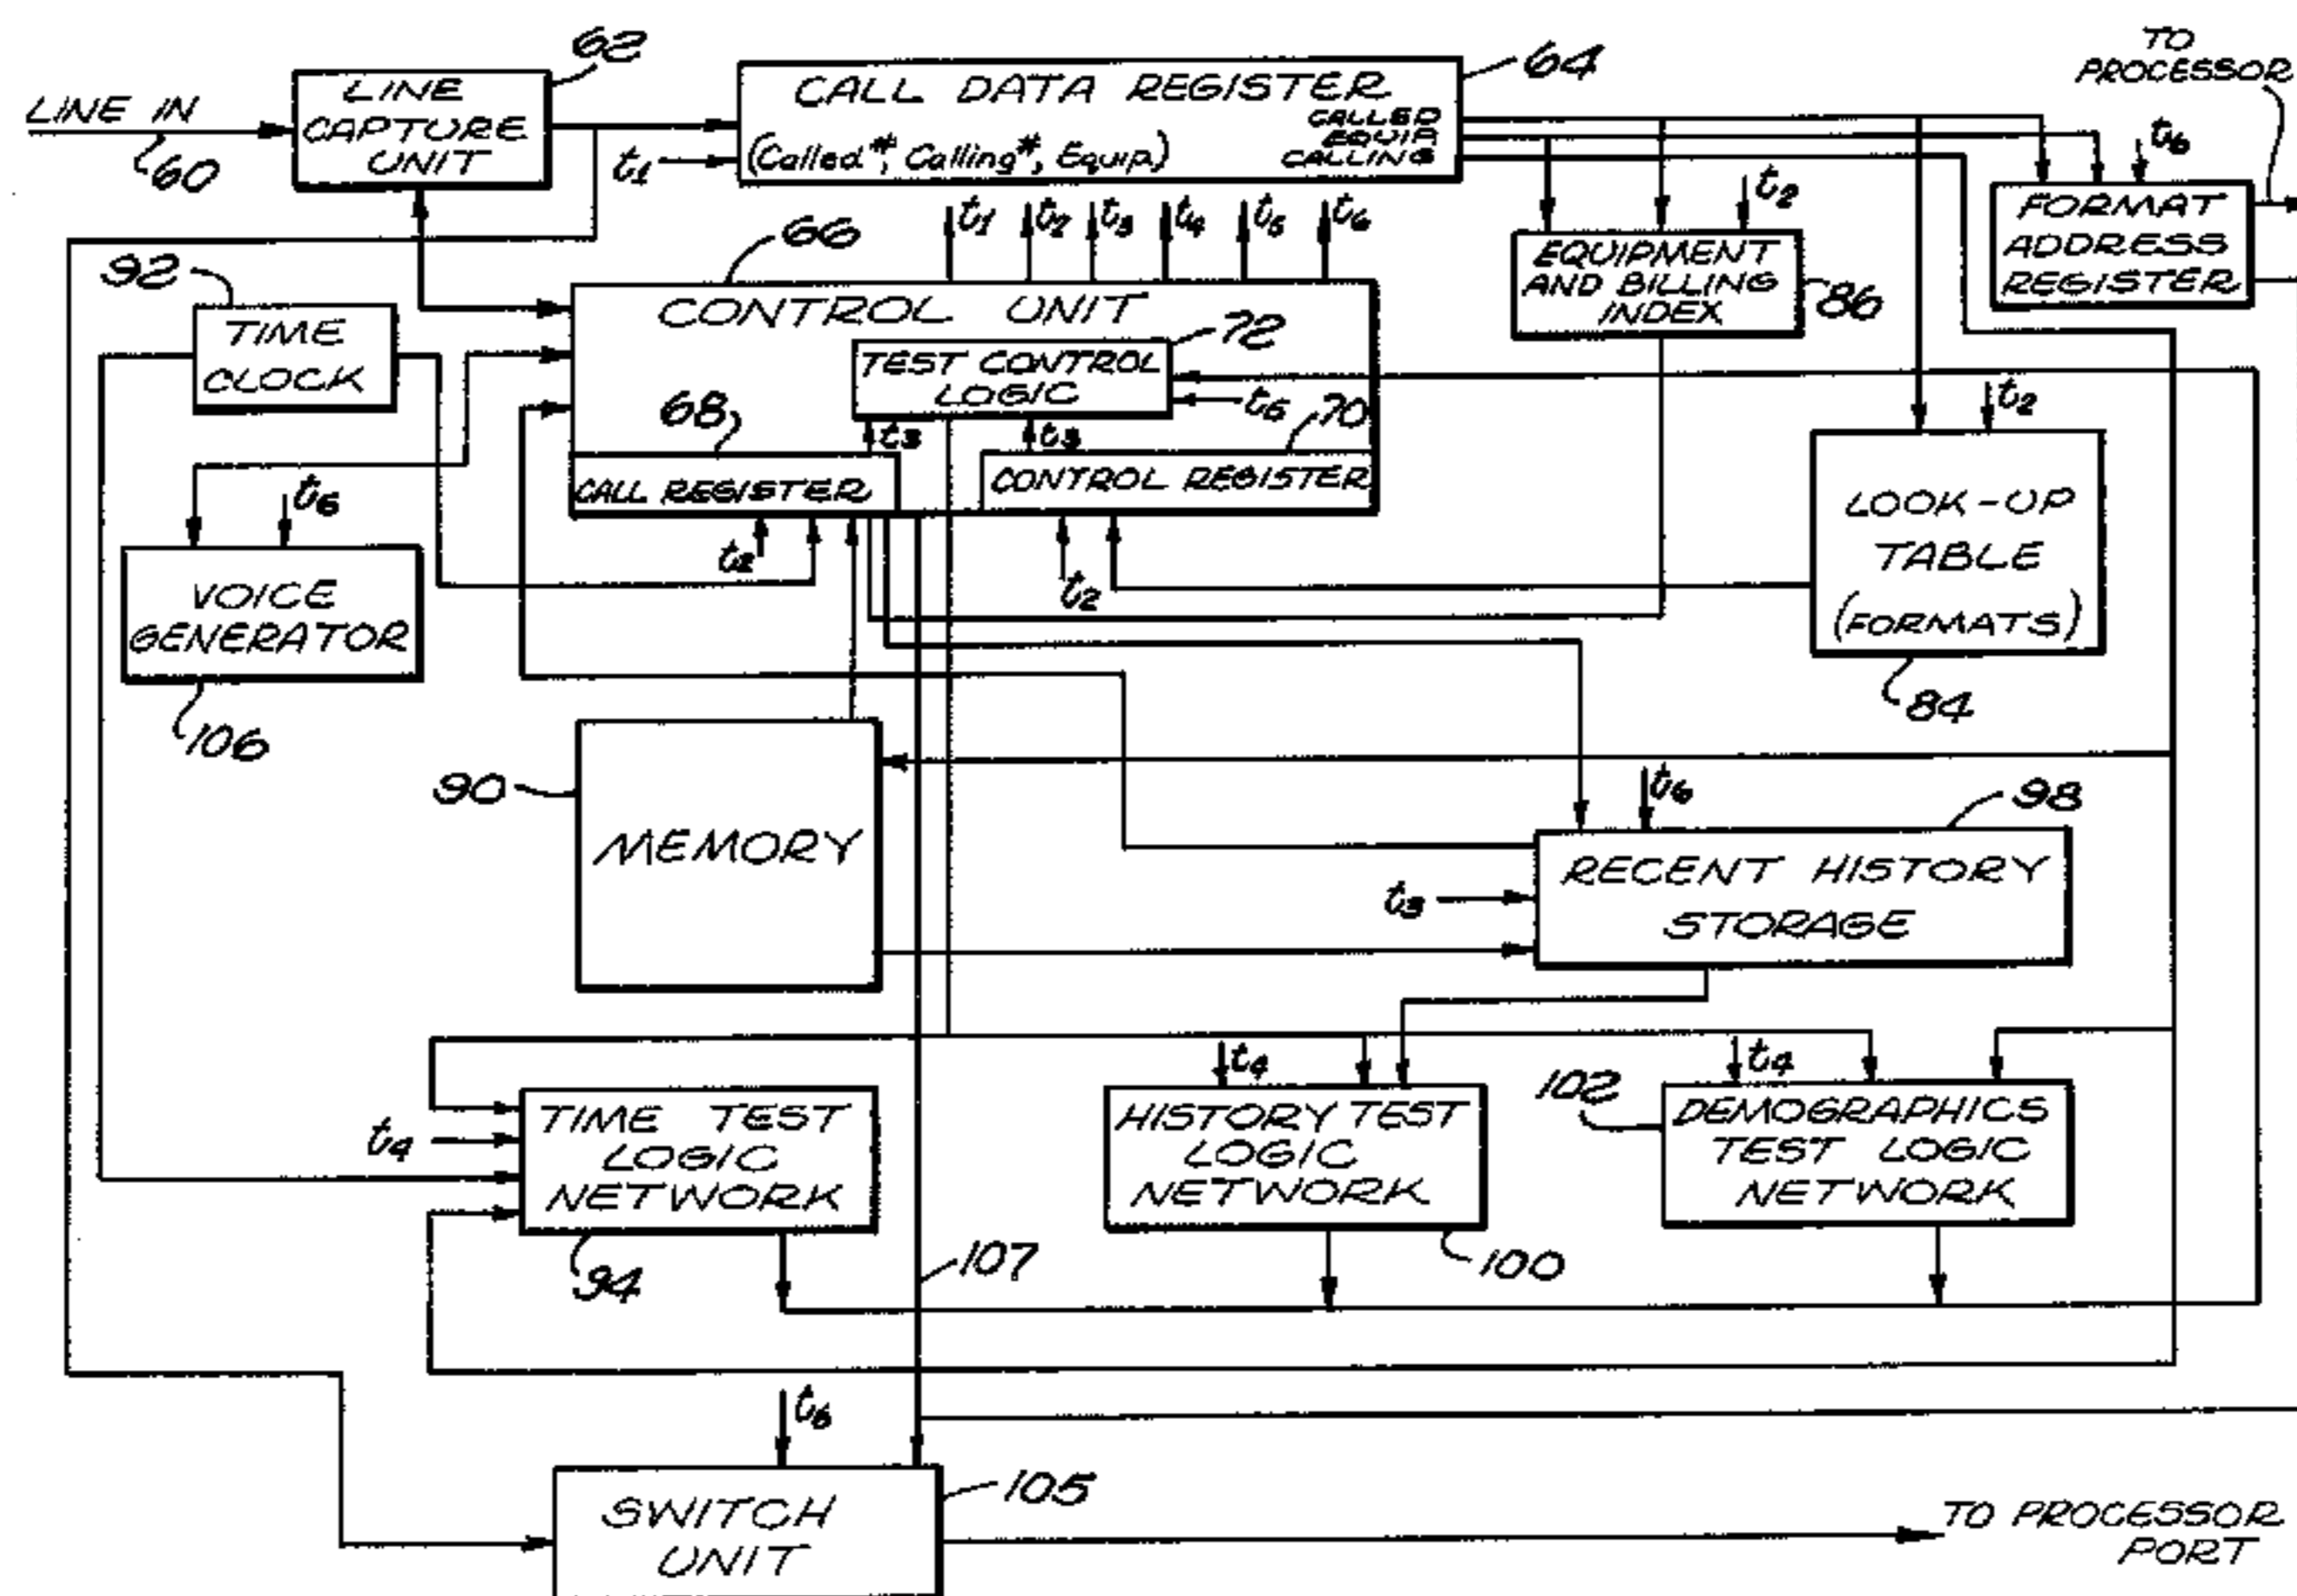 LINE IN
60
62
LINE
CAPTURE
UNIT
64
CALL DATA REGISTER
(Called#, Calling#, Equip)
CALLED
EQUIP
CALLING
t1
TO
PROCESSOR
t6
FORMAT
ADDRESS
REGISTER
t2
EQUIPMENT
AND BILLING
INDEX
86
t1
t2
t3
t4
t5
t6
66
CONTROL UNIT
72
TEST CONTROL
LOGIC
t5
68
t3
t3
70
CALL REGISTER
CONTROL REGISTER
t2
t2
92
TIME
CLOCK
t6
VOICE
GENERATOR
106
t2
LOOK-UP
TABLE
(FORMATS)
84
90
MEMORY
t6
98
t3
RECENT HISTORY
STORAGE
t4
TIME TEST
LOGIC
NETWORK
94
t4
HISTORY TEST
LOGIC
NETWORK
100
t4
102
DEMOGRAPHICS
TEST LOGIC
NETWORK
107
t6
105
SWITCH
UNIT
TO PROCESSOR
PORT